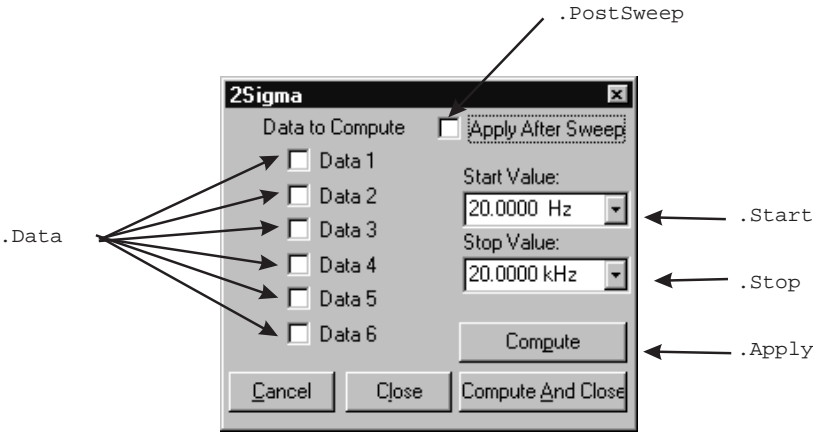 .PostSweep
2Sigma
Data to Compute
Apply After Sweep
Data 1
Data 2
Data 3
Data 4
Data 5
Data 6
.Data
Start Value:
20.0000 Hz
.Start
Stop Value:
20.0000 kHz
.Stop
Compute
.Apply
Cancel
Close
Compute And Close